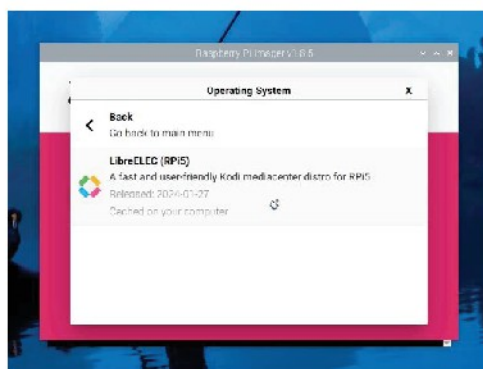 Raspberry Pi Imager v1.8.5
Operating System
X
Back
Go back to main menu
LibreELEC (RPi5)
A fast and user-friendly Kodi mediacenter distro for RPi5
Released: 2024-01-27
Cached on your computer